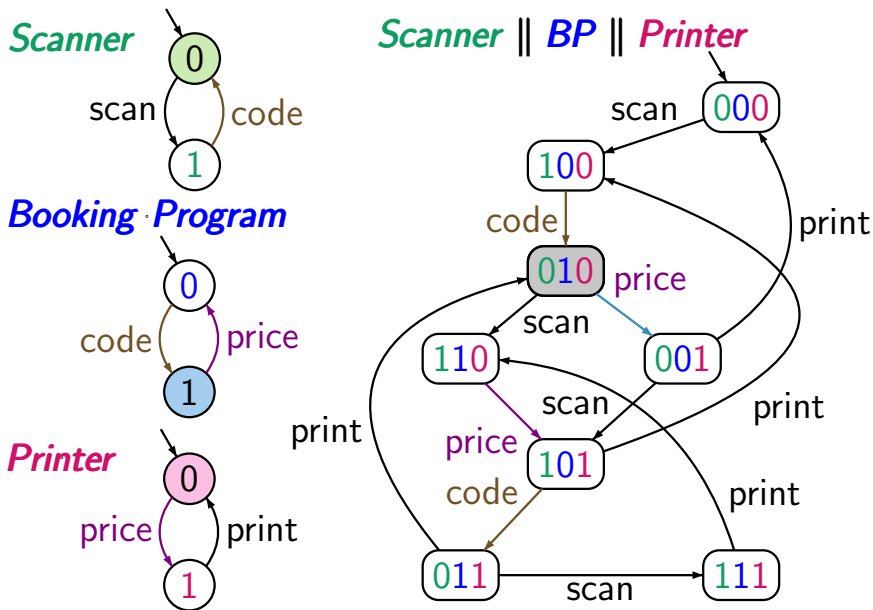 Scanner
0
scan
code
1
Booking Program
0
code
price
1
Printer
0
price
print
1
Scanner || BP || Printer
000
scan
100
code
print
010
price
scan
110
001
scan
print
print
price
101
code
print
011
scan
111